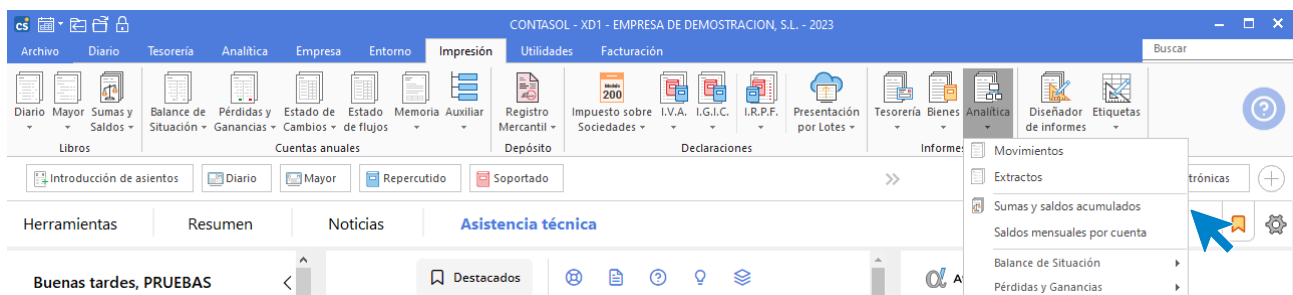 cs
CONTASOL - XD1 - EMPRESA DE DEMOSTRACION, S.L. - 2023
Archivo Diario Tesorería Analítica Empresa Entorno Impresión Utilidades Facturación Buscar
Diario Mayor Sumas y Saldos
Balance de Situación Pérdidas y Ganancias Estado de Cambios Estado de flujos Memoria Auxiliar
Registro Mercantil
Modelo 200 Impuesto sobre Sociedades I.V.A. I.G.I.C. I.R.P.F. Presentación por Lotes
Tesorería Bienes Analítica
Diseñador de informes Etiquetas
Libros Cuentas anuales Depósito Declaraciones Informes
Introducción de asientos Diario Mayor Repercutido Soportado trónicas
Movimientos
Extractos
Sumas y saldos acumulados
Saldos mensuales por cuenta
Balance de Situación
Pérdidas y Ganancias
Herramientas Resumen Noticias Asistencia técnica
Buenas tardes, PRUEBAS
Destacados